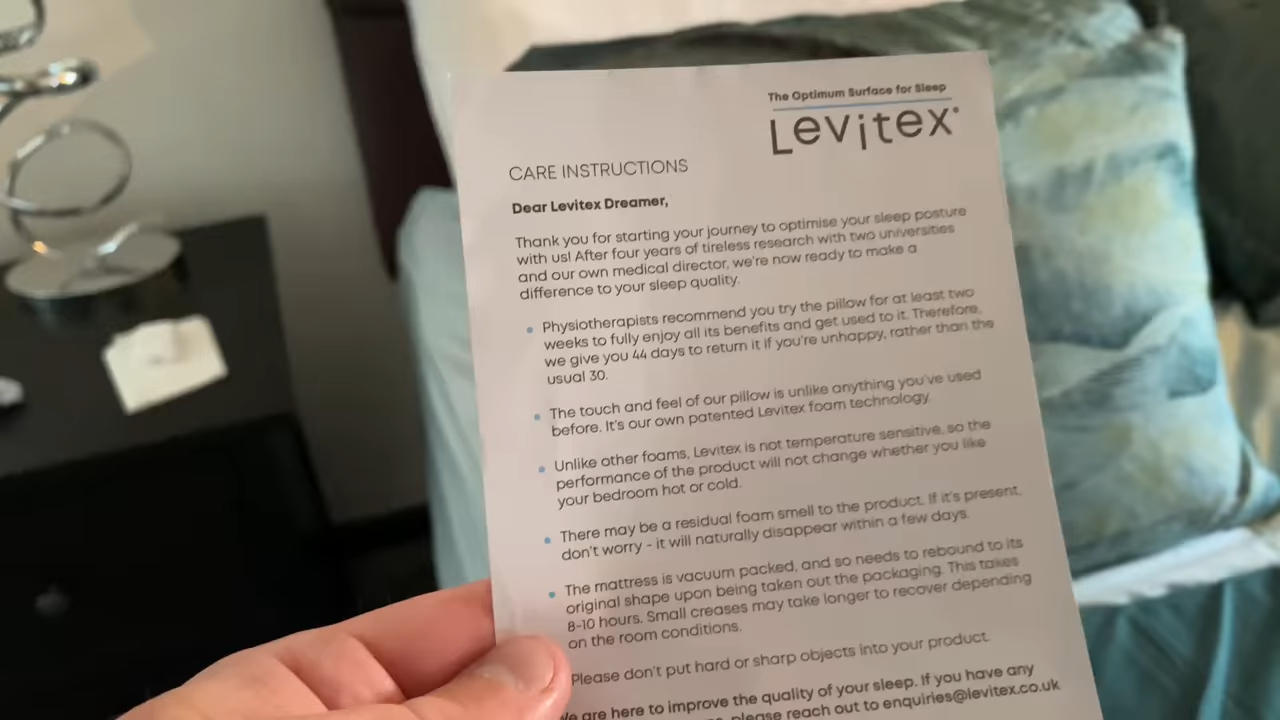 The Optimum Surface for Sleep
Levitex®
CARE INSTRUCTIONS
Dear Levitex Dreamer,
Thank you for starting your journey to optimise your sleep posture
with us! After four years of tireless research with two universities
and our own medical director, we're now ready to make a
difference to your sleep quality.
• Physiotherapists recommend you try the pillow for at least two
weeks to fully enjoy all its benefits and get used to it. Therefore,
we give you 44 days to return it if you're unhappy, rather than the
usual 30.
• The touch and feel of our pillow is unlike anything you've used
before. It's our own patented Levitex foam technology.
• Unlike other foams, Levitex is not temperature sensitive, so the
performance of the product will not change whether you like
your bedroom hot or cold.
• There may be a residual foam smell to the product. If it's present,
don't worry - it will naturally disappear within a few days.
• The mattress is vacuum packed, and so needs to rebound to its
original shape upon being taken out the packaging. This takes
8-10 hours. Small creases may take longer to recover depending
on the room conditions.
Please don't put hard or sharp objects into your product.
We are here to improve the quality of your sleep. If you have any
please reach out to enquiries@levitex.co.uk